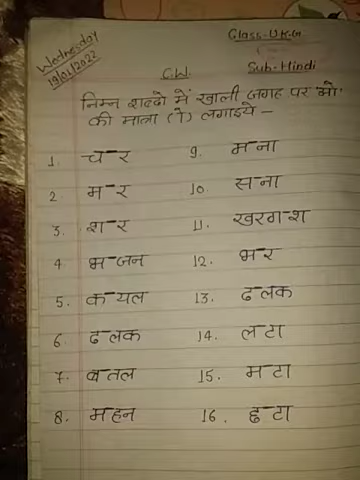 Wednesday
19/01/2022
Class-U.K.G
C.W.
Sub-Hindi
निम्न शब्दो में खाली जगह पर ओ
की मात्रा (ो) लगाइये –
1. च–र
2. म–र
3. श–र
4. भ–जन
5. क–यल
6. ढ–लक
7. ब–तल
8. म–हन
9. म–ना
10. स–ना
11. खरग–श
12. भ–र
13. ढ–लक
14. ल–टा
15. म–टा
16. छ–टा